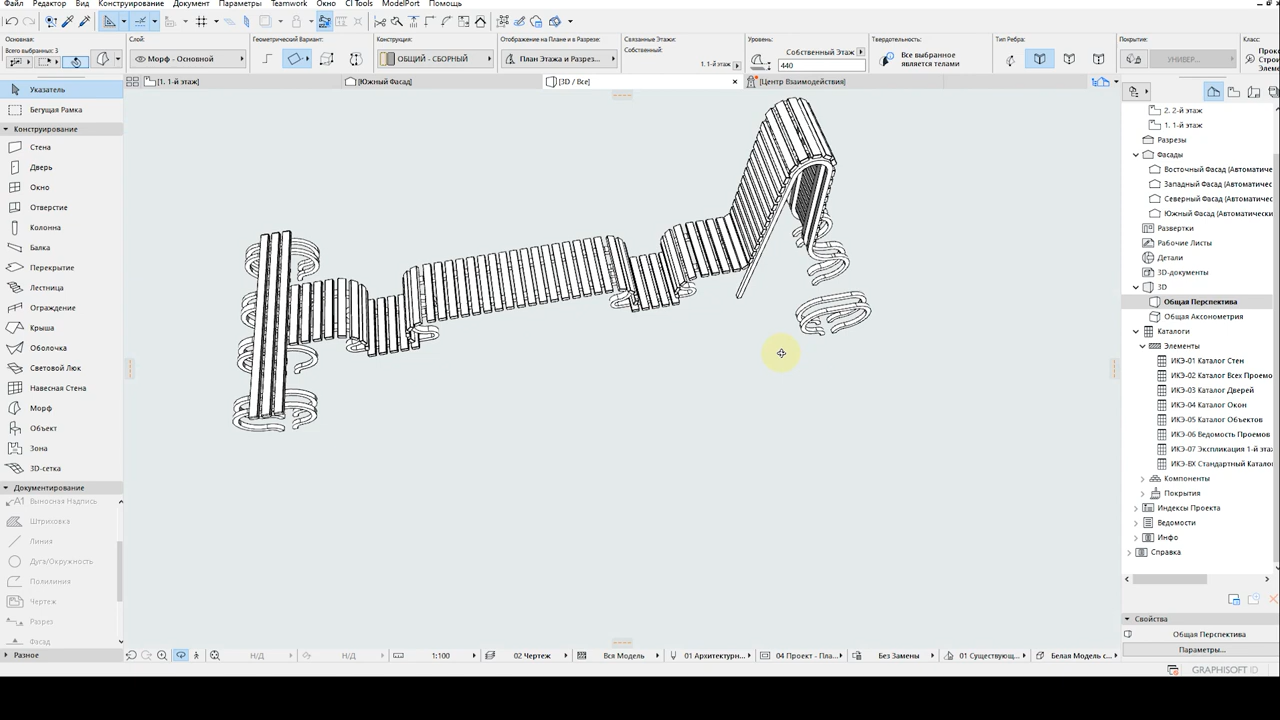 Файл Правка Вид Конструирование Документ Параметры Teamwork Окно CI Tools ModelPort Помощь
Основная:
Всего выбранных: 3
Слой:
Морф - Основной
Геометрический Вариант:
Конструкция:
ОБЩИЙ - СБОРНЫЙ
Отображение на Плане и в Разрезе:
План Этажа и Разрез...
Связанные Этажи:
Собственный:
1. 1-й этаж
Уровень:
Собственный Этаж
440
Твердотельность:
Все выбранное
является телами
Тип Ребра:
Покрытие:
УНИВЕР...
Класс:
[1. 1-й этаж]
[Южный Фасад]
[3D / Все]
[Центр Взаимодействия]
Указатель
Бегущая Рамка
Конструирование
Стена
Дверь
Окно
Отверстие
Колонна
Балка
Перекрытие
Лестница
Ограждение
Крыша
Оболочка
Световой Люк
Навесная Стена
Морф
Объект
Зона
3D-сетка
Документирование
A1 Выносная Надпись
Штриховка
Линия
Дуга/Окружность
Полилиния
Чертеж
Разрез
Фасад
Разное
2. 2-й этаж
1. 1-й этаж
Разрезы
Фасады
Восточный Фасад (Автоматичес
Западный Фасад (Автоматичес
Северный Фасад (Автоматичес
Южный Фасад (Автоматически
Развертки
Рабочие Листы
Детали
3D-документы
3D
Общая Перспектива
Общая Аксонометрия
Каталоги
Элементы
ИКЭ-01 Каталог Стен
ИКЭ-02 Каталог Всех Проемо
ИКЭ-03 Каталог Дверей
ИКЭ-04 Каталог Окон
ИКЭ-05 Каталог Объектов
ИКЭ-06 Ведомость Проемов
ИКЭ-07 Экспликация 1-й эта
ИКЭ-ВХ Стандартный Катало
Компоненты
Покрытия
Индексы Проекта
Ведомости
Инфо
Справка
Свойства
Общая Перспектива
Параметры...
Н/Д Н/Д 1:100 02 Чертеж Вся Модель 01 Архитектурн... 04 Проект - Пла... Без Замены 01 Существующ... Белая Модель с...
GRAPHISOFT ID